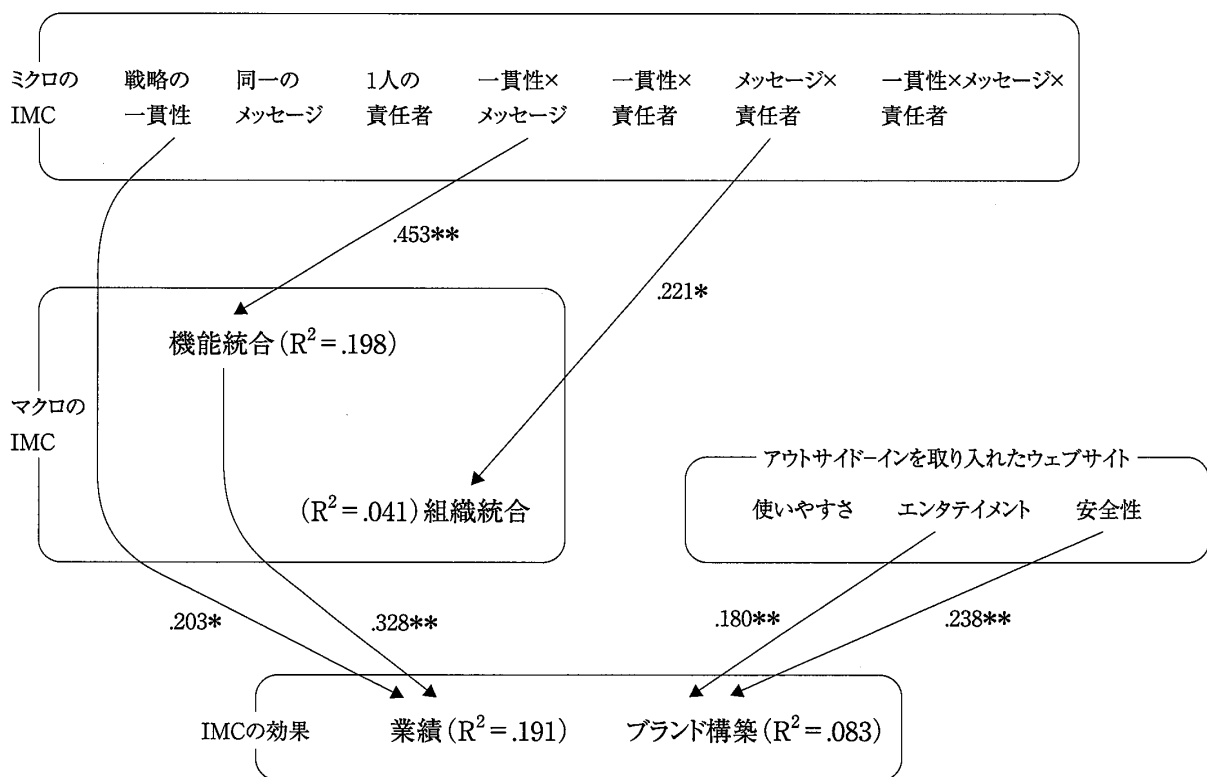 ミクロの 戦略の 同一の 1人の 一貫性× 一貫性× メッセージ× 一貫性×メッセージ×
IMC 一貫性 メッセージ 責任者 メッセージ 責任者 責任者 責任者
.453**
.221*
機能統合(R²=.198)
マクロの
IMC
アウトサイド−インを取り入れたウェブサイト
(R²=.041)組織統合 使いやすさ エンタテイメント 安全性
.203* .328** .180** .238**
IMCの効果 業績(R²=.191) ブランド構築(R²=.083)